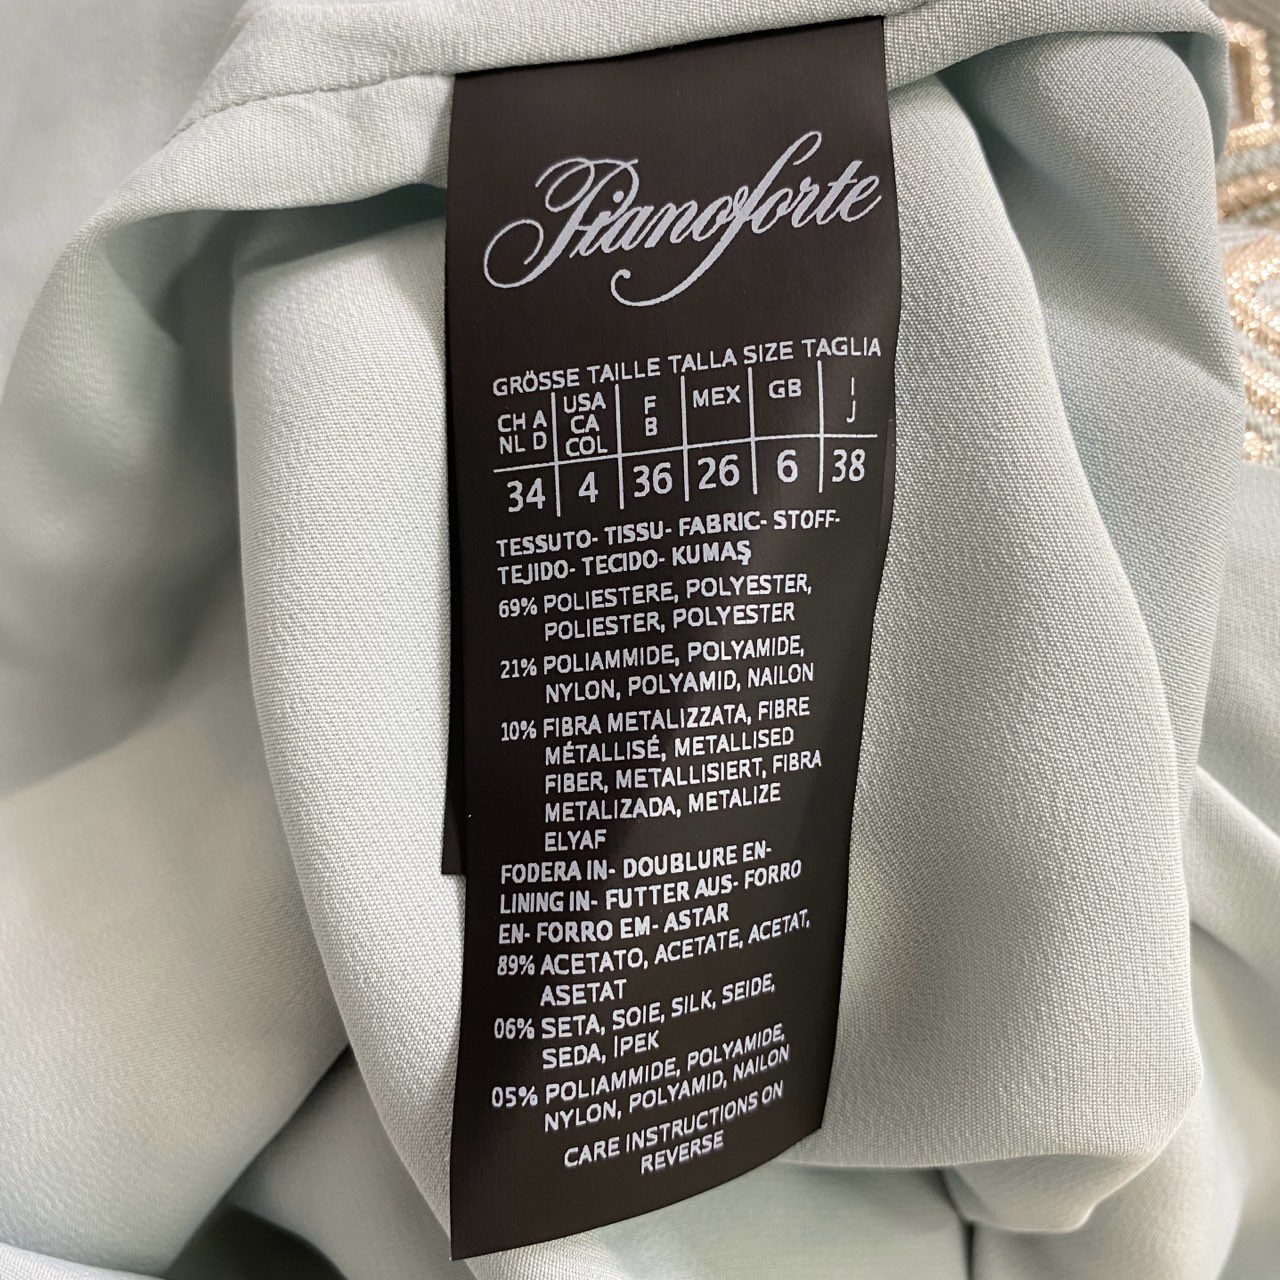 Pianoforte
GRÖSSE TAILLE TALLA SIZE TAGLIA
CH A NL D USA CA COL F B MEX GB I J
34 4 36 26 6 38
TESSUTO- TISSU- FABRIC- STOFF-
TEJIDO- TECIDO- KUMAŞ
69% POLIESTERE, POLYESTER,
POLIESTER, POLYESTER
21% POLIAMMIDE, POLYAMIDE,
NYLON, POLYAMID, NAILON
10% FIBRA METALIZZATA, FIBRE
MÉTALLISÉ, METALLISED
FIBER, METALLISIERT, FIBRA
METALIZADA, METALIZE
ELYAF
FODERA IN- DOUBLURE EN-
LINING IN- FUTTER AUS- FORRO
EN- FORRO EM- ASTAR
89% ACETATO, ACETATE, ACETAT,
ASETAT
06% SETA, SOIE, SILK, SEIDE,
SEDA, İPEK
05% POLIAMMIDE, POLYAMIDE,
NYLON, POLYAMID, NAILON
CARE INSTRUCTIONS ON
REVERSE